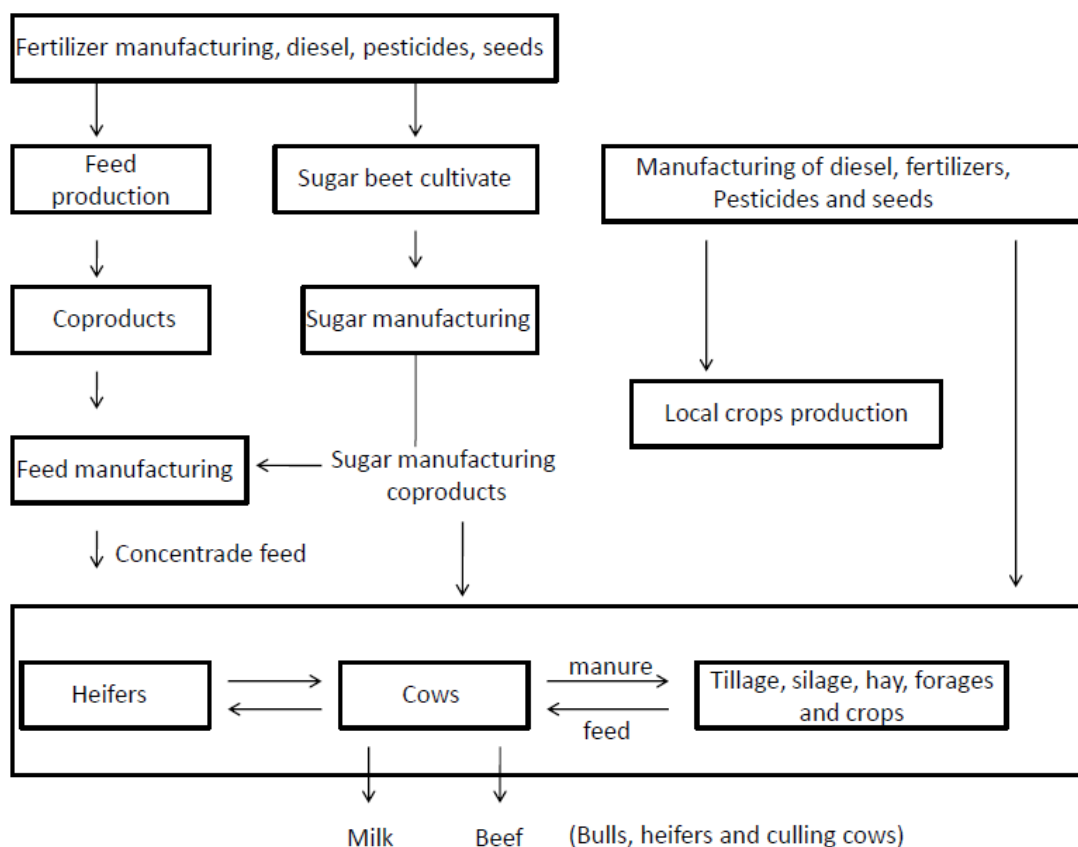 Fertilizer manufacturing, diesel, pesticides, seeds
Feed
production
Sugar beet cultivate
Manufacturing of diesel, fertilizers,
Pesticides and seeds
Coproducts
Sugar manufacturing
Local crops production
Feed manufacturing
Sugar manufacturing
coproducts
Concentrade feed
Heifers
Cows
manure
feed
Tillage, silage, hay, forages
and crops
Milk
Beef
(Bulls, heifers and culling cows)